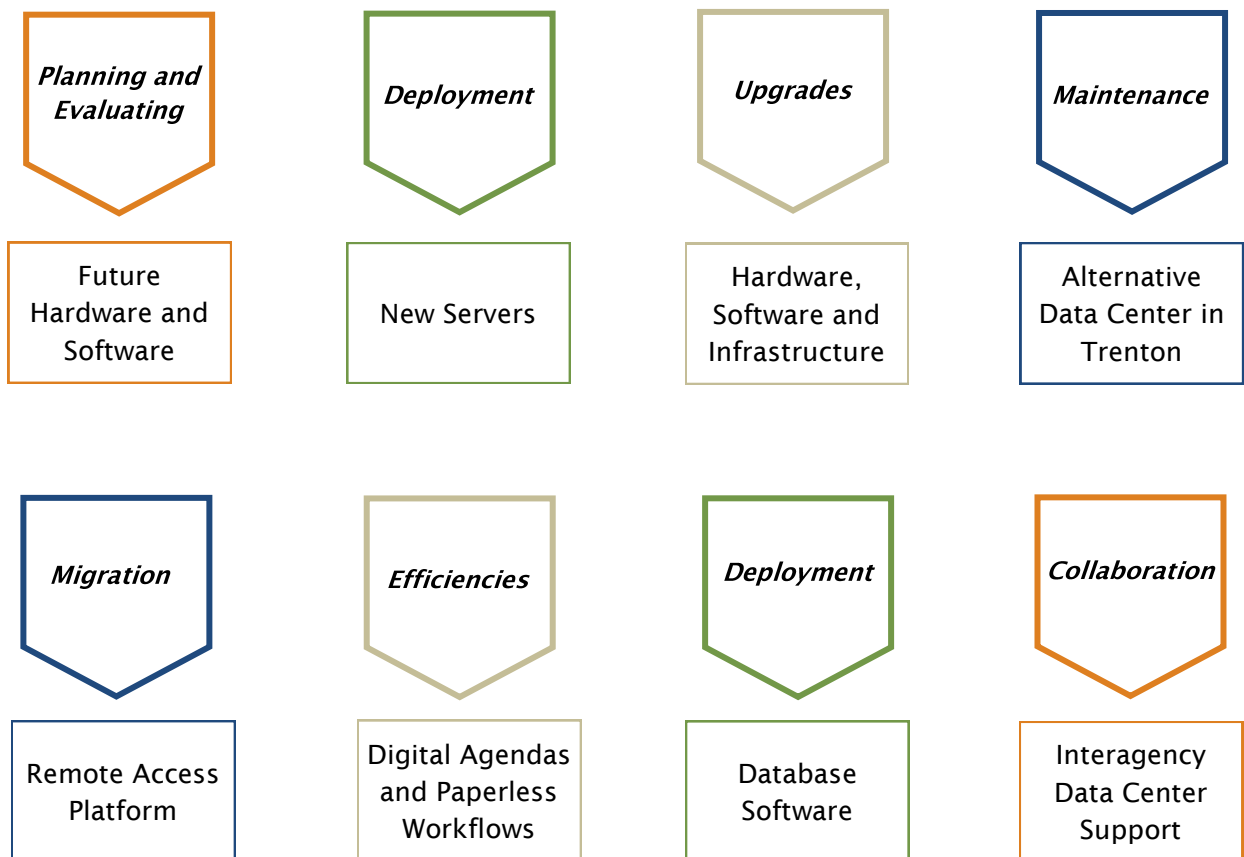 Planning and
Evaluating
Deployment
Upgrades
Maintenance
Future
Hardware and
Software
New Servers
Hardware,
Software and
Infrastructure
Alternative
Data Center in
Trenton
Migration
Efficiencies
Deployment
Collaboration
Remote Access
Platform
Digital Agendas
and Paperless
Workflows
Database
Software
Interagency
Data Center
Support